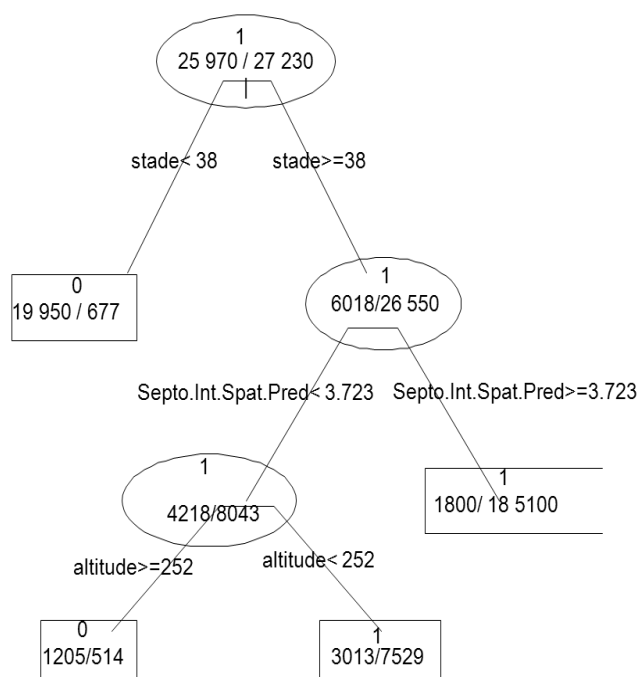 1
25 970 / 27 230
stade< 38
stade>=38
0
19 950 / 677
1
6018/26 550
Septo.Int.Spat.Pred< 3.723
Septo.Int.Spat.Pred>=3.723
1
4218/8043
1
1800/ 18 5100
altitude>=252
altitude< 252
0
1205/514
1
3013/7529